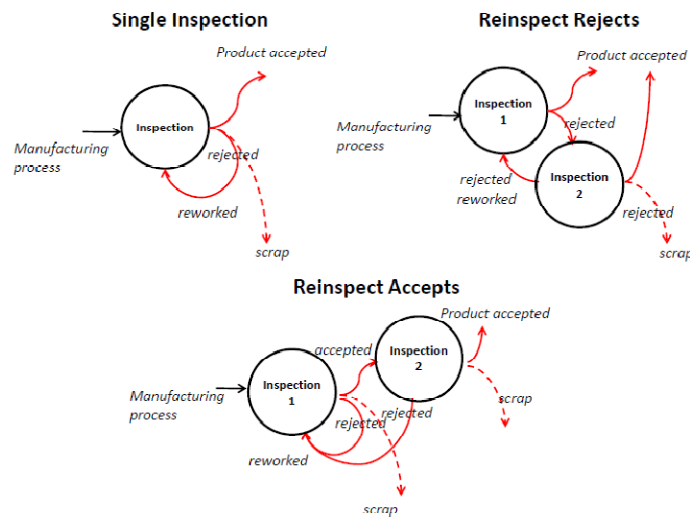 Single Inspection
Product accepted
Inspection
Manufacturing
process
rejected
reworked
scrap
Reinspect Rejects
Product accepted
Inspection
1
Manufacturing
process
rejected
rejected
reworked
Inspection
2
rejected
scrap
Reinspect Accepts
Product accepted
accepted
Inspection
2
Inspection
1
Manufacturing
process
rejected
rejected
reworked
scrap
scrap